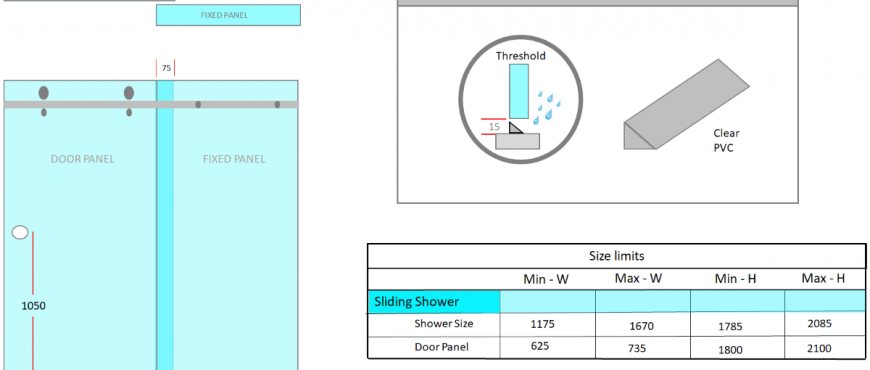 FIXED PANEL
75
DOOR PANEL
FIXED PANEL
1050
Threshold
15
Clear
PVC
Size limits
Min - W Max - W Min - H Max - H
Sliding Shower
Shower Size 1175 1670 1785 2085
Door Panel 625 735 1800 2100